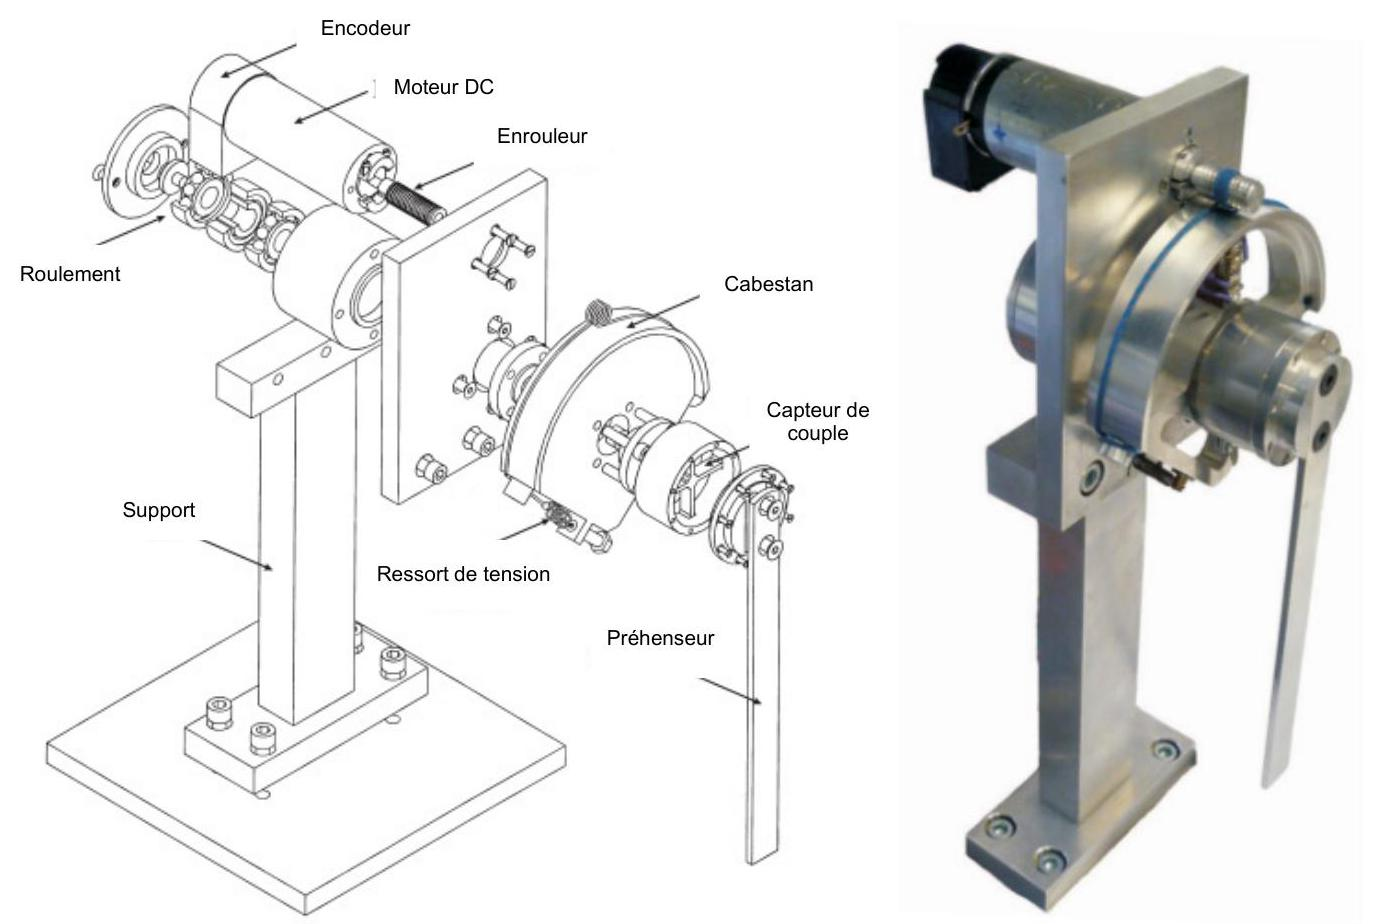 Encodeur
Moteur DC
Enrouleur
Roulement
Cabestan
Capteur de
couple
Support
Ressort de tension
Préhenseur